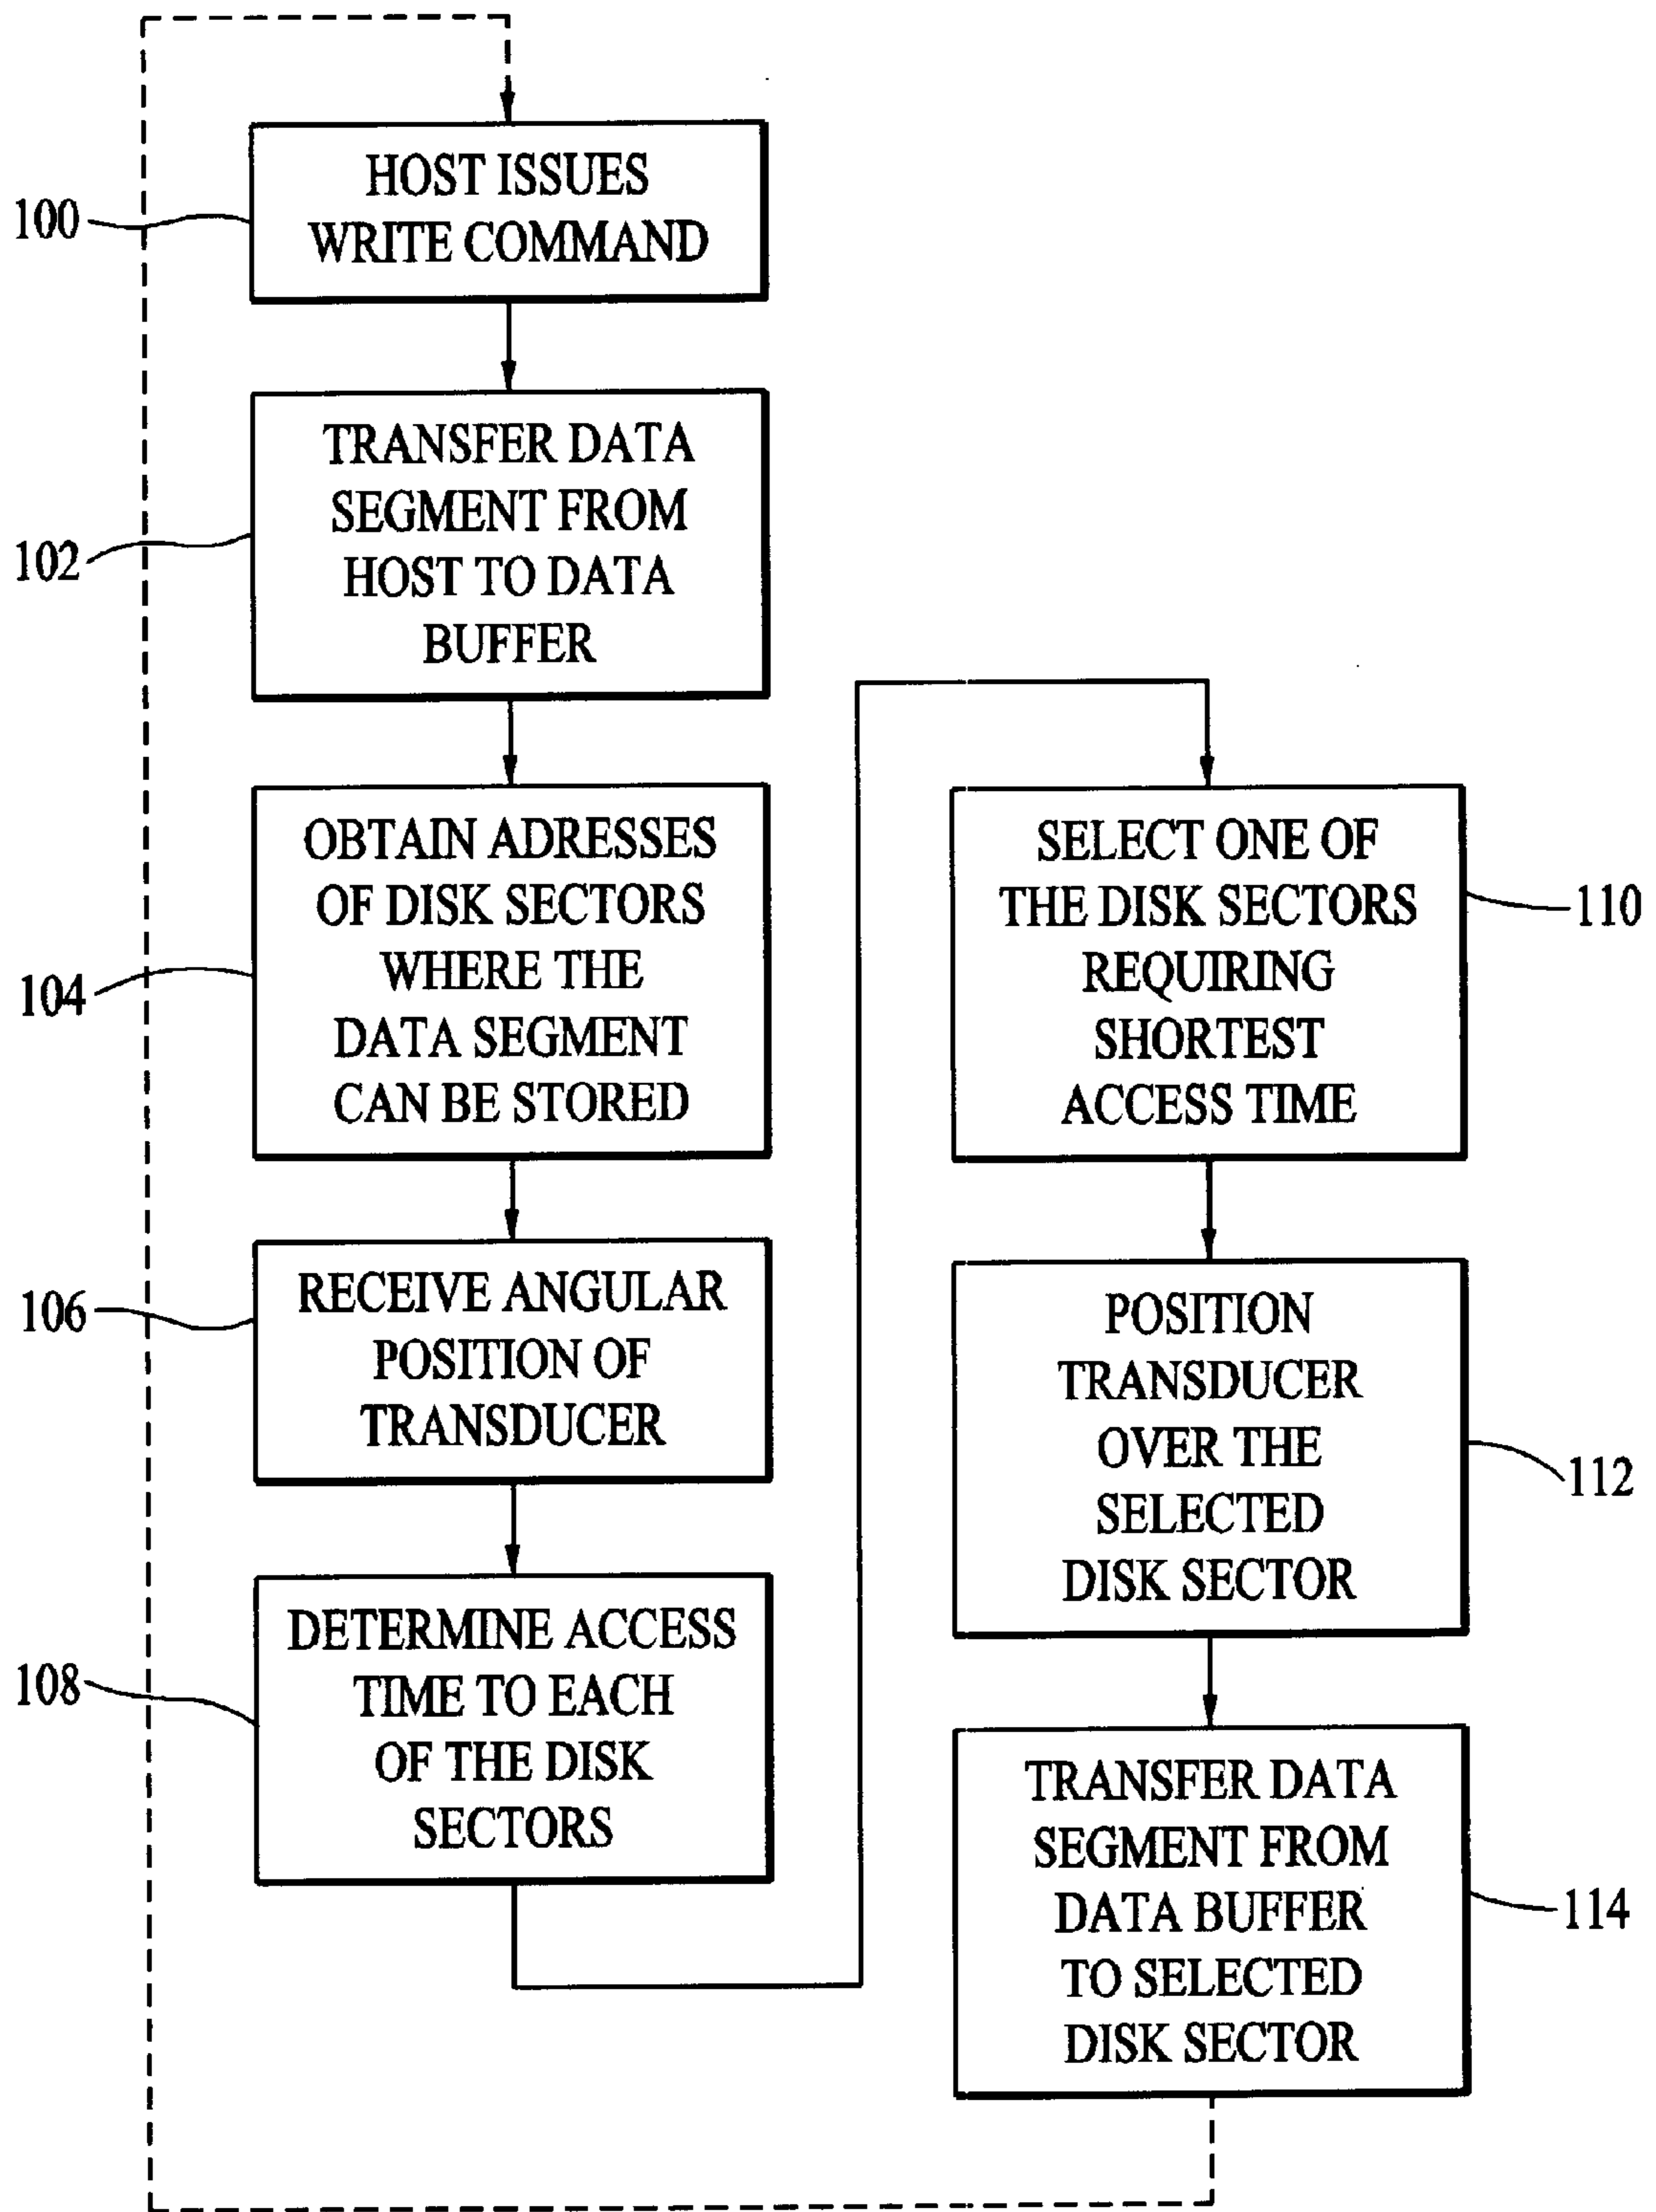 100
HOST ISSUES
WRITE COMMAND
102
TRANSFER DATA
SEGMENT FROM
HOST TO DATA
BUFFER
104
OBTAIN ADRESSES
OF DISK SECTORS
WHERE THE
DATA SEGMENT
CAN BE STORED
106
RECEIVE ANGULAR
POSITION OF
TRANSDUCER
108
DETERMINE ACCESS
TIME TO EACH
OF THE DISK
SECTORS
SELECT ONE OF
THE DISK SECTORS
REQUIRING
SHORTEST
ACCESS TIME
110
POSITION
TRANSDUCER
OVER THE
SELECTED
DISK SECTOR
112
TRANSFER DATA
SEGMENT FROM
DATA BUFFER
TO SELECTED
DISK SECTOR
114